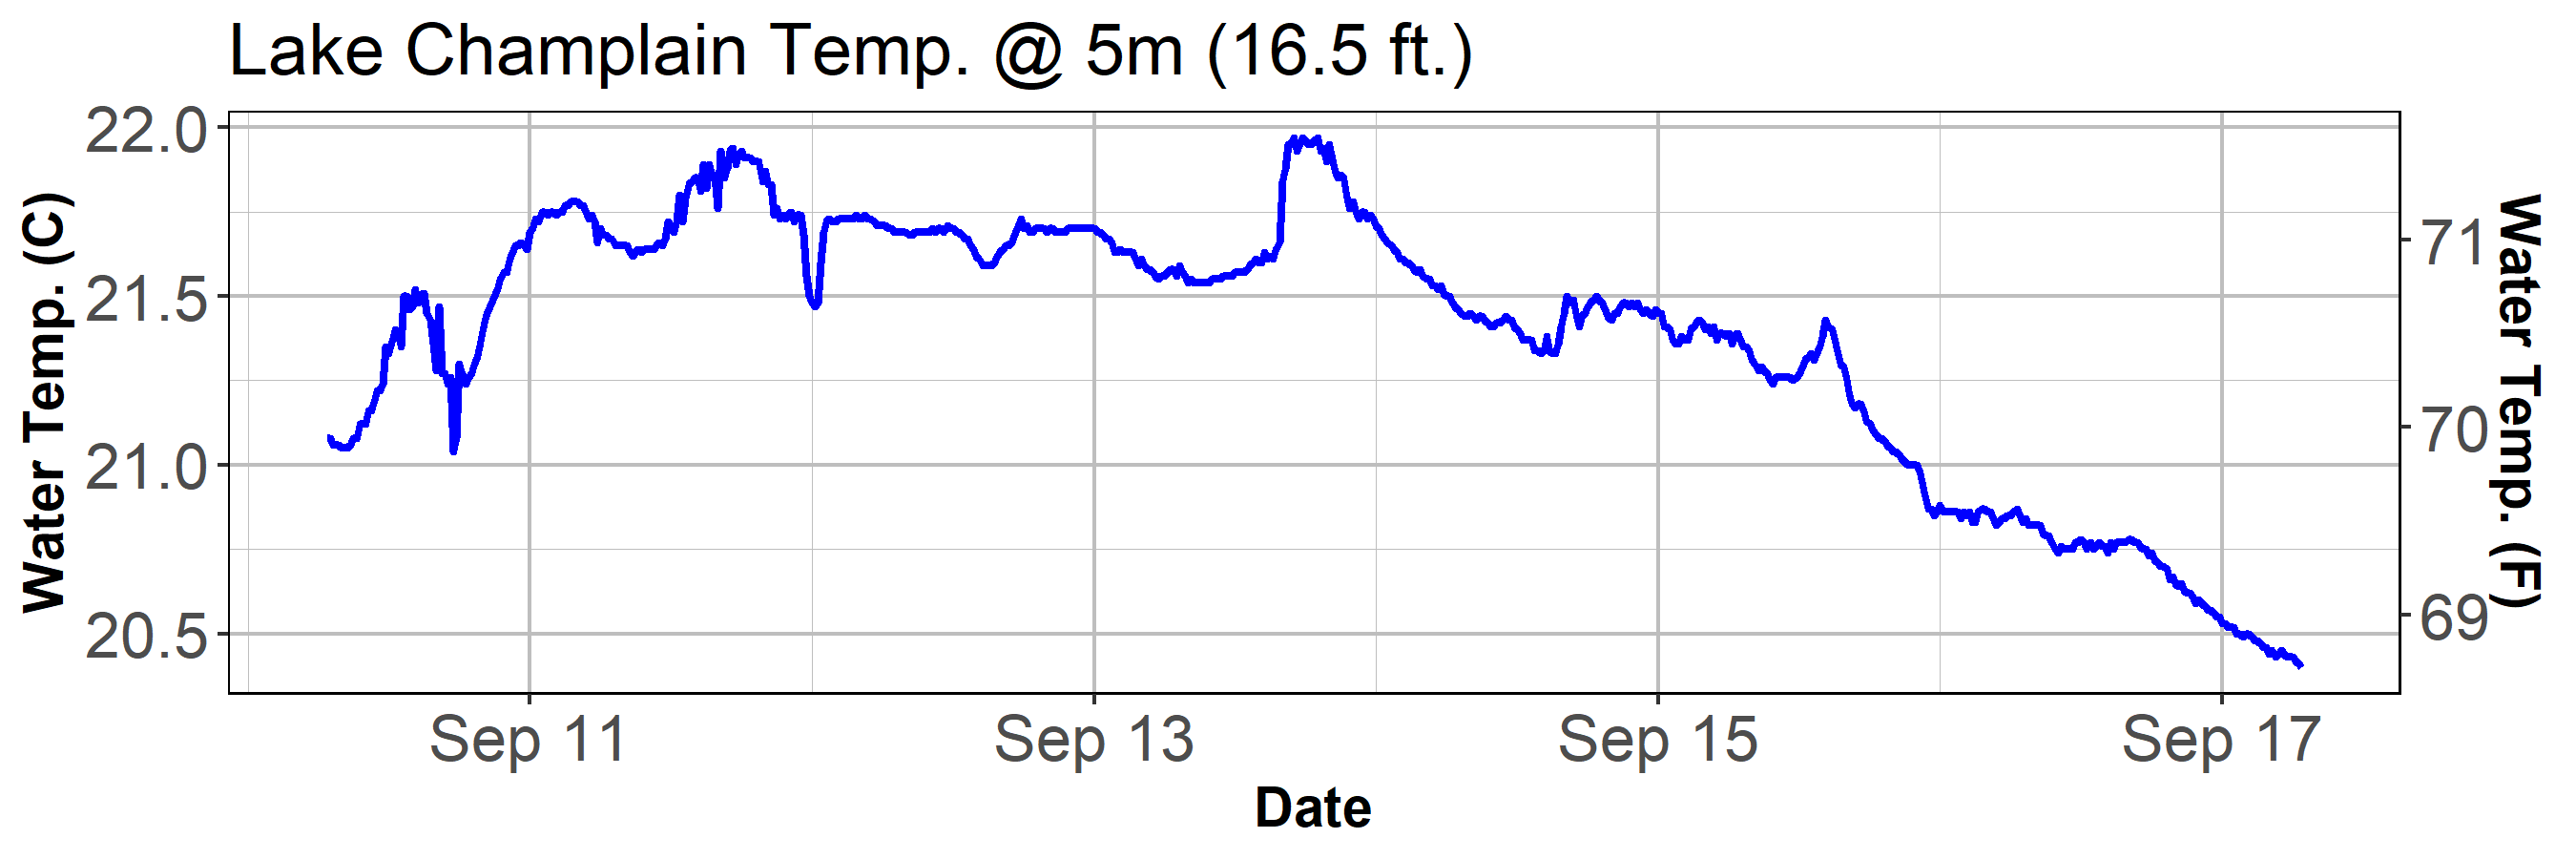 Lake Champlain Temp. @ 5m (16.5 ft.)
Water Temp. (C)
22.0
21.5
21.0
20.5
71
70
69
Water Temp. (F)
Sep 11
Sep 13
Sep 15
Sep 17
Date